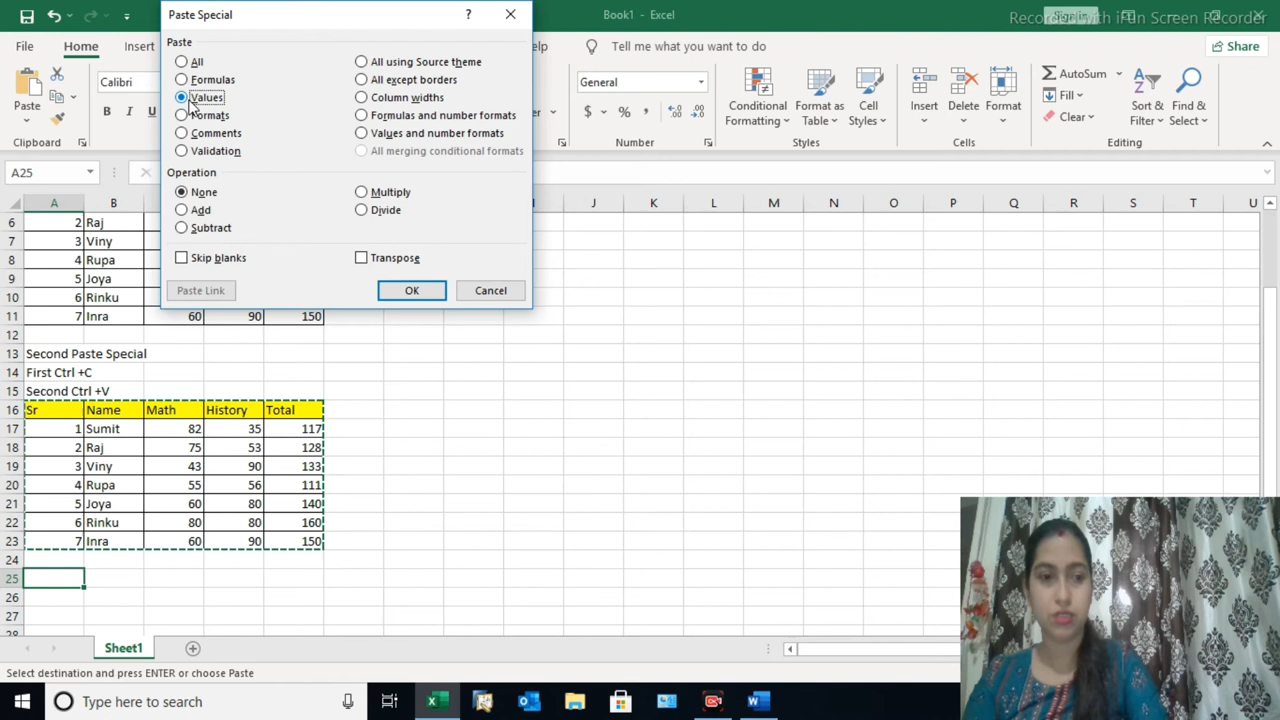 Paste Special
?
Book1 - Excel
Recorded with iFun Screen Recorder
File
Home
Insert
Tell me what you want to do
Share
Paste
All
Formulas
Values
Formats
Comments
Validation
All using Source theme
All except borders
Column widths
Formulas and number formats
Values and number formats
All merging conditional formats
Operation
None
Add
Subtract
Multiply
Divide
Skip blanks
Transpose
Paste Link
OK
Cancel
Paste
Clipboard
Calibri
B I U
General
$ %
Number
Conditional Formatting
Format as Table
Cell Styles
Styles
Insert
Delete
Format
Cells
AutoSum
Fill
Clear
Sort & Filter
Find & Select
Editing
A25
A B J K L M N O P Q R S T U
6 2 Raj
7 3 Viny
8 4 Rupa
9 5 Joya
10 6 Rinku
11 7 Inra 60 90 150
12
13 Second Paste Special
14 First Ctrl +C
15 Second Ctrl +V
16 Sr Name Math History Total
17 1 Sumit 82 35 117
18 2 Raj 75 53 128
19 3 Viny 43 90 133
20 4 Rupa 55 56 111
21 5 Joya 60 80 140
22 6 Rinku 80 80 160
23 7 Inra 60 90 150
24
25
26
27
28
Sheet1
Select destination and press ENTER or choose Paste
Type here to search